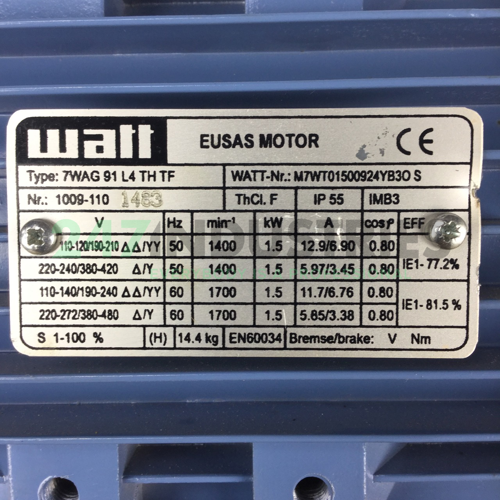 watt EUSAS MOTOR CE
Type: 7WAG 91 L4 TH TF WATT-Nr.: M7WT01500924YB3O S
Nr.: 1009-110 1483 ThCl. F IP 55 IMB3
V Hz min⁻¹ kW A cosφ EFF
110-120/190-210 ΔΔ/YY 50 1400 1.5 12.9/6.90 0.80
220-240/380-420 Δ/Y 50 1400 1.5 5.97/3.45 0.80 IE1- 77.2%
110-140/190-240 ΔΔ/YY 60 1700 1.5 11.7/6.76 0.80
220-272/380-480 Δ/Y 60 1700 1.5 5.85/3.38 0.80 IE1- 81.5 %
S 1-100 % (H) 14.4 kg EN60034 Bremse/brake: V Nm
247 INDUSTRIES